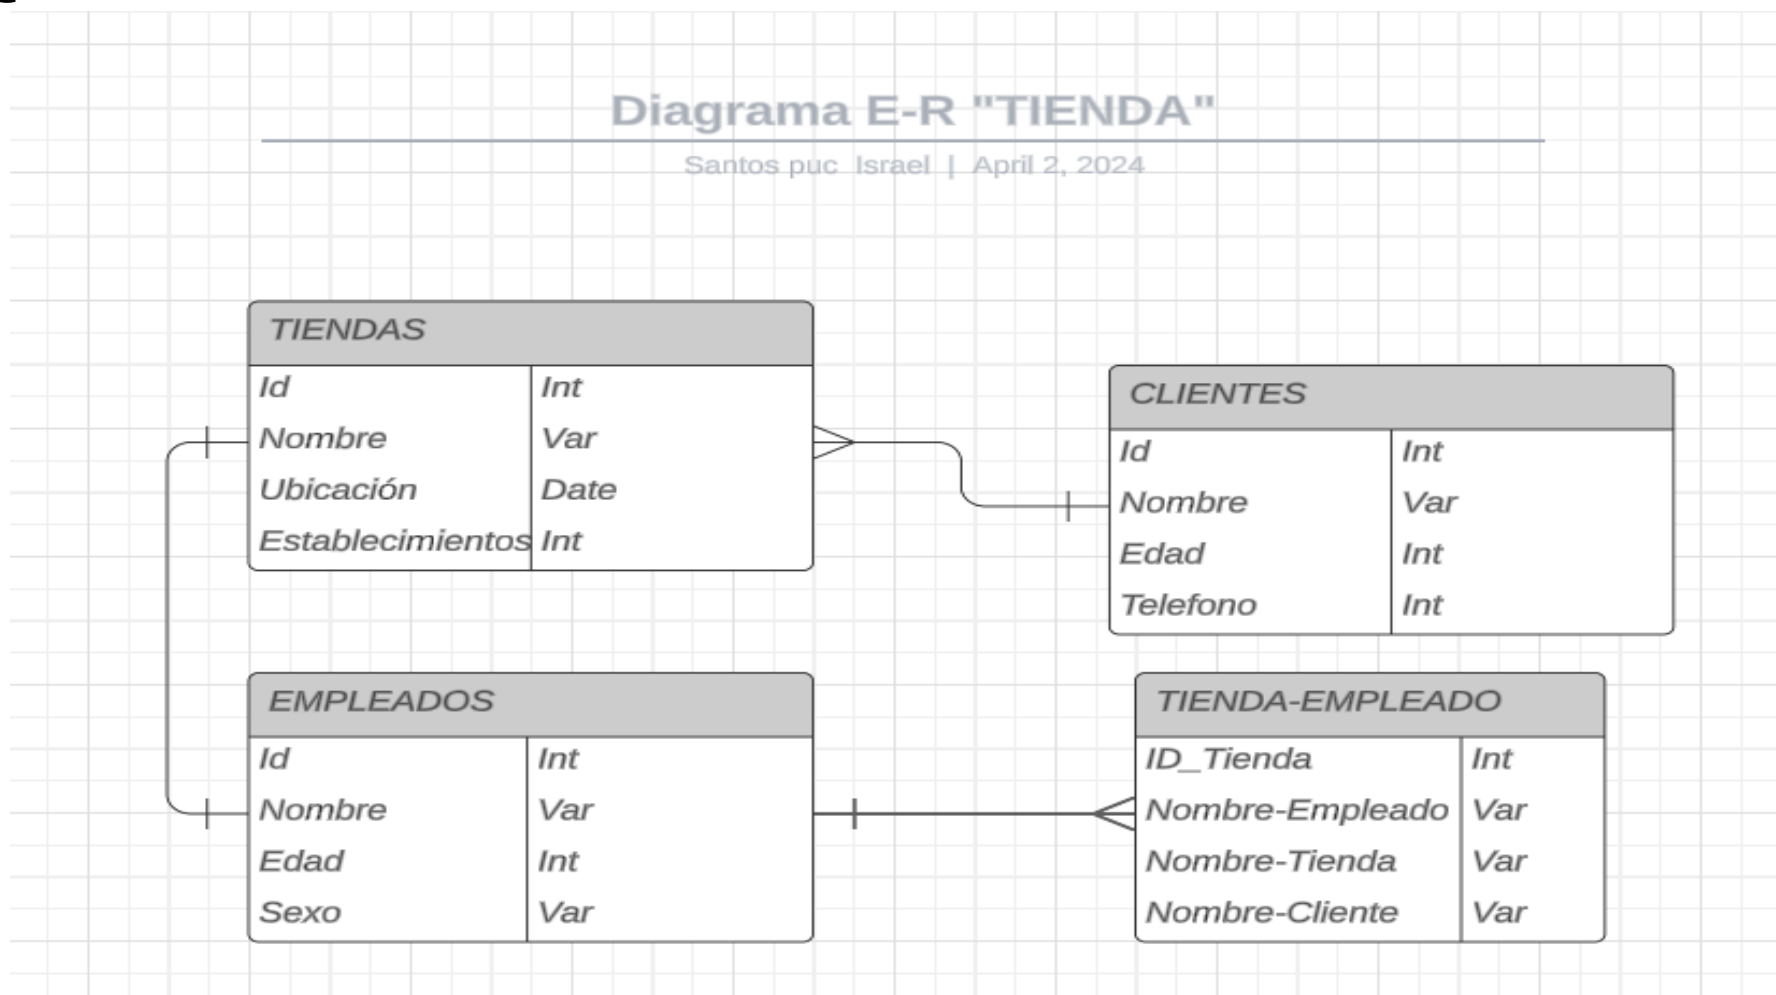 Diagrama E-R "TIENDA"
Santos puc Israel | April 2, 2024
TIENDAS
Id Int
Nombre Var
Ubicación Date
Establecimientos Int
CLIENTES
Id Int
Nombre Var
Edad Int
Telefono Int
EMPLEADOS
Id Int
Nombre Var
Edad Int
Sexo Var
TIENDA-EMPLEADO
ID_Tienda Int
Nombre-Empleado Var
Nombre-Tienda Var
Nombre-Cliente Var